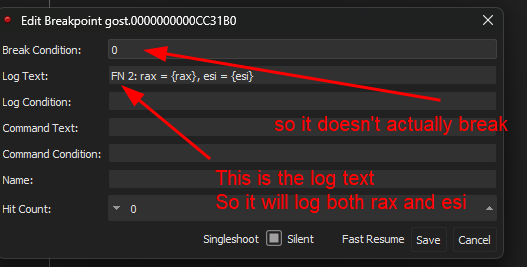 Edit Breakpoint gost.0000000000CC31B0
Break Condition: 0
Log Text: FN 2: rax = {rax}, esi = {esi}
Log Condition:
so it doesn't actually break
Command Text:
Command Condition:
This is the log text
Name:
So it will log both rax and esi
Hit Count: 0
Singleshoot Silent Fast Resume Save Cancel